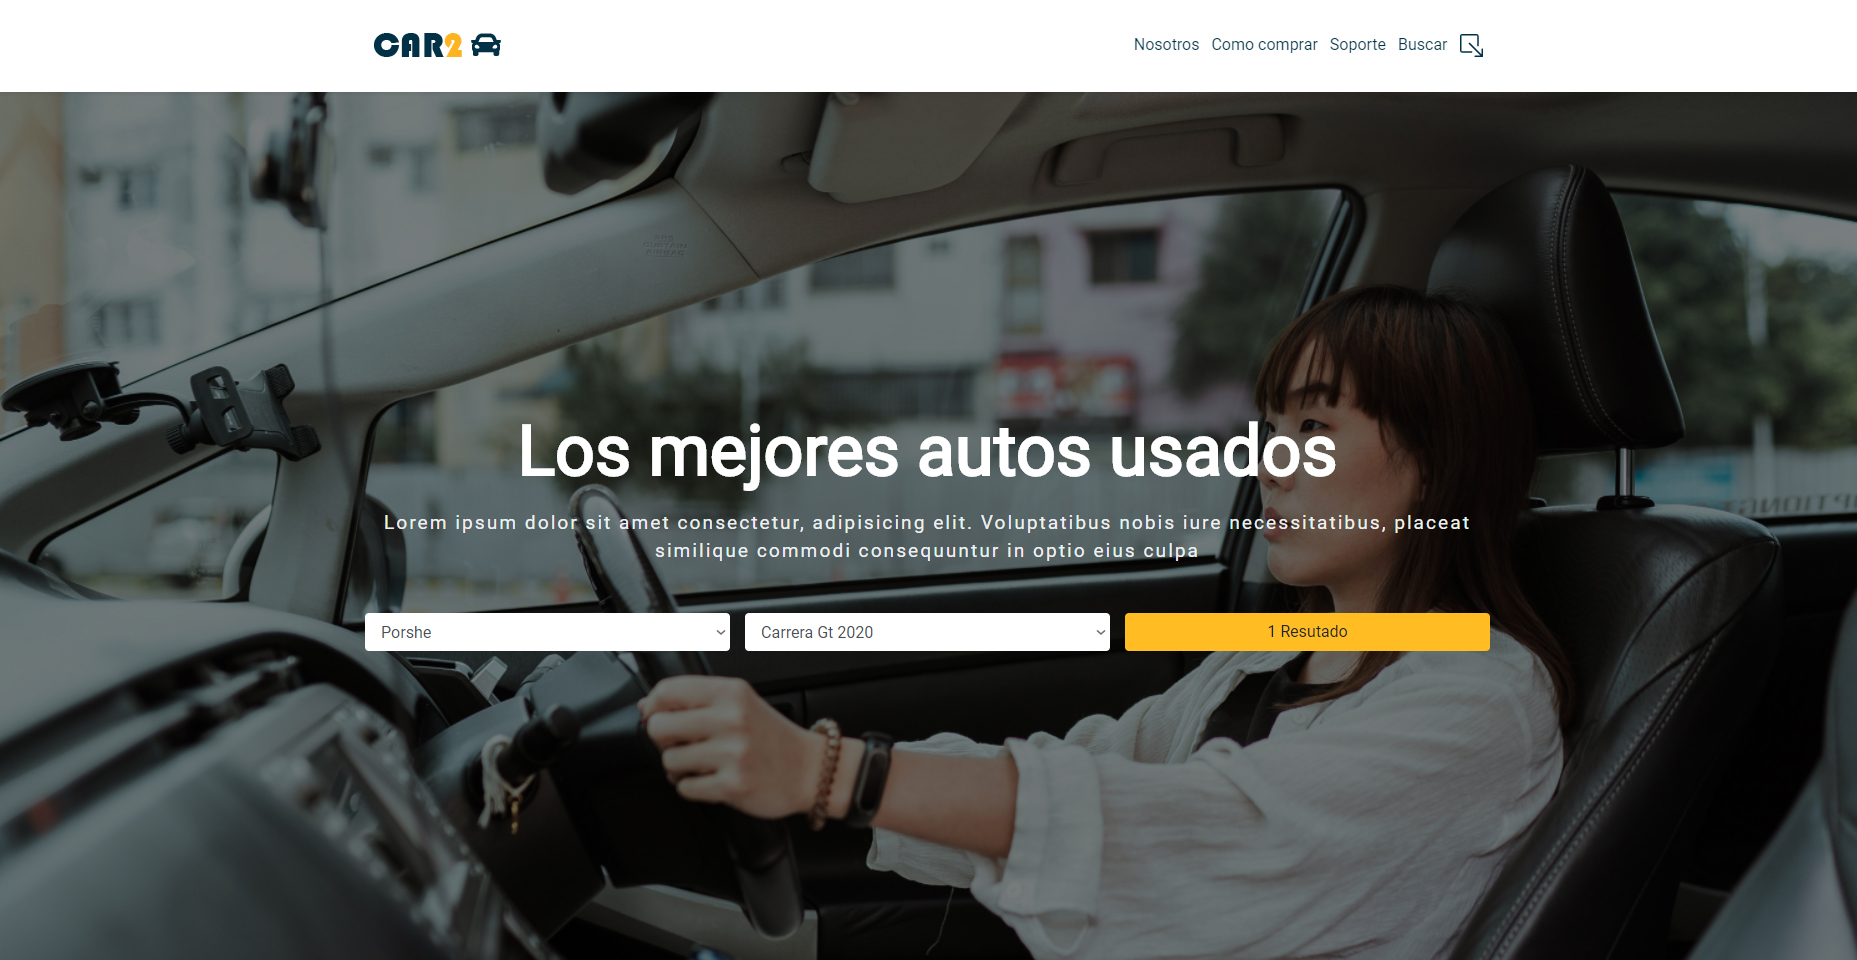 CAR2
Nosotros Como comprar Soporte Buscar
Los mejores autos usados
Lorem ipsum dolor sit amet consectetur, adipisicing elit. Voluptatibus nobis iure necessitatibus, placeat
similique commodi consequuntur in optio eius culpa
Porshe
Carrera Gt 2020
1 Resutado